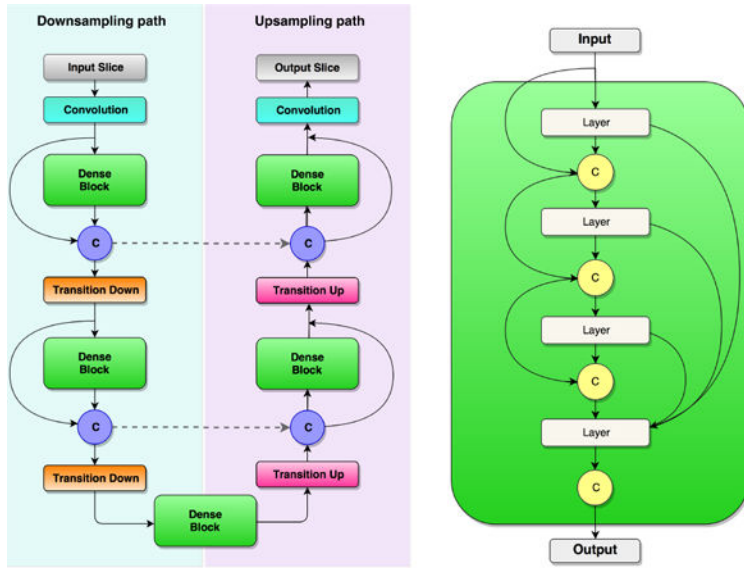 Downsampling path
Input Slice
Convolution
Dense
Block
C
Transition Down
Dense
Block
C
Transition Down
Dense
Block
Upsampling path
Output Slice
Convolution
Dense
Block
C
Transition Up
Dense
Block
C
Transition Up
Input
Layer
C
Layer
C
Layer
C
Layer
C
Output